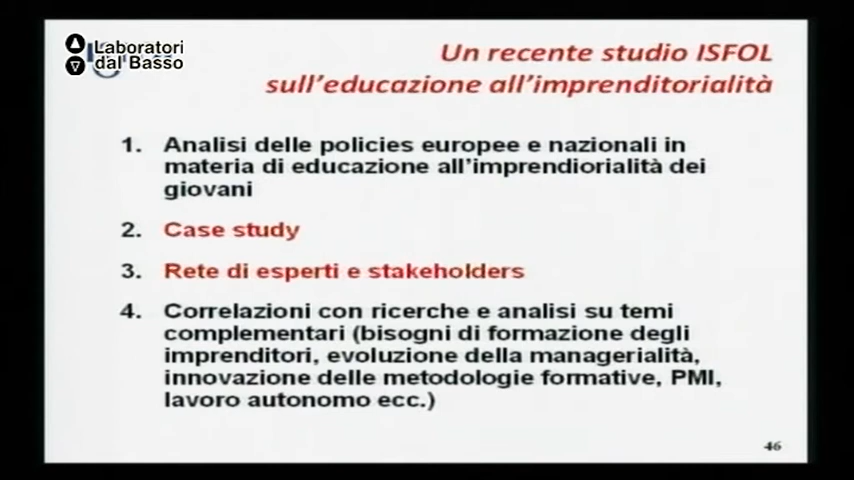 Laboratori
dal Basso
Un recente studio ISFOL
sull'educazione all'imprenditorialità
1. Analisi delle policies europee e nazionali in
materia di educazione all'imprendiorialità dei
giovani
2. Case study
3. Rete di esperti e stakeholders
4. Correlazioni con ricerche e analisi su temi
complementari (bisogni di formazione degli
imprenditori, evoluzione della managerialità,
innovazione delle metodologie formative, PMI,
lavoro autonomo ecc.)
46